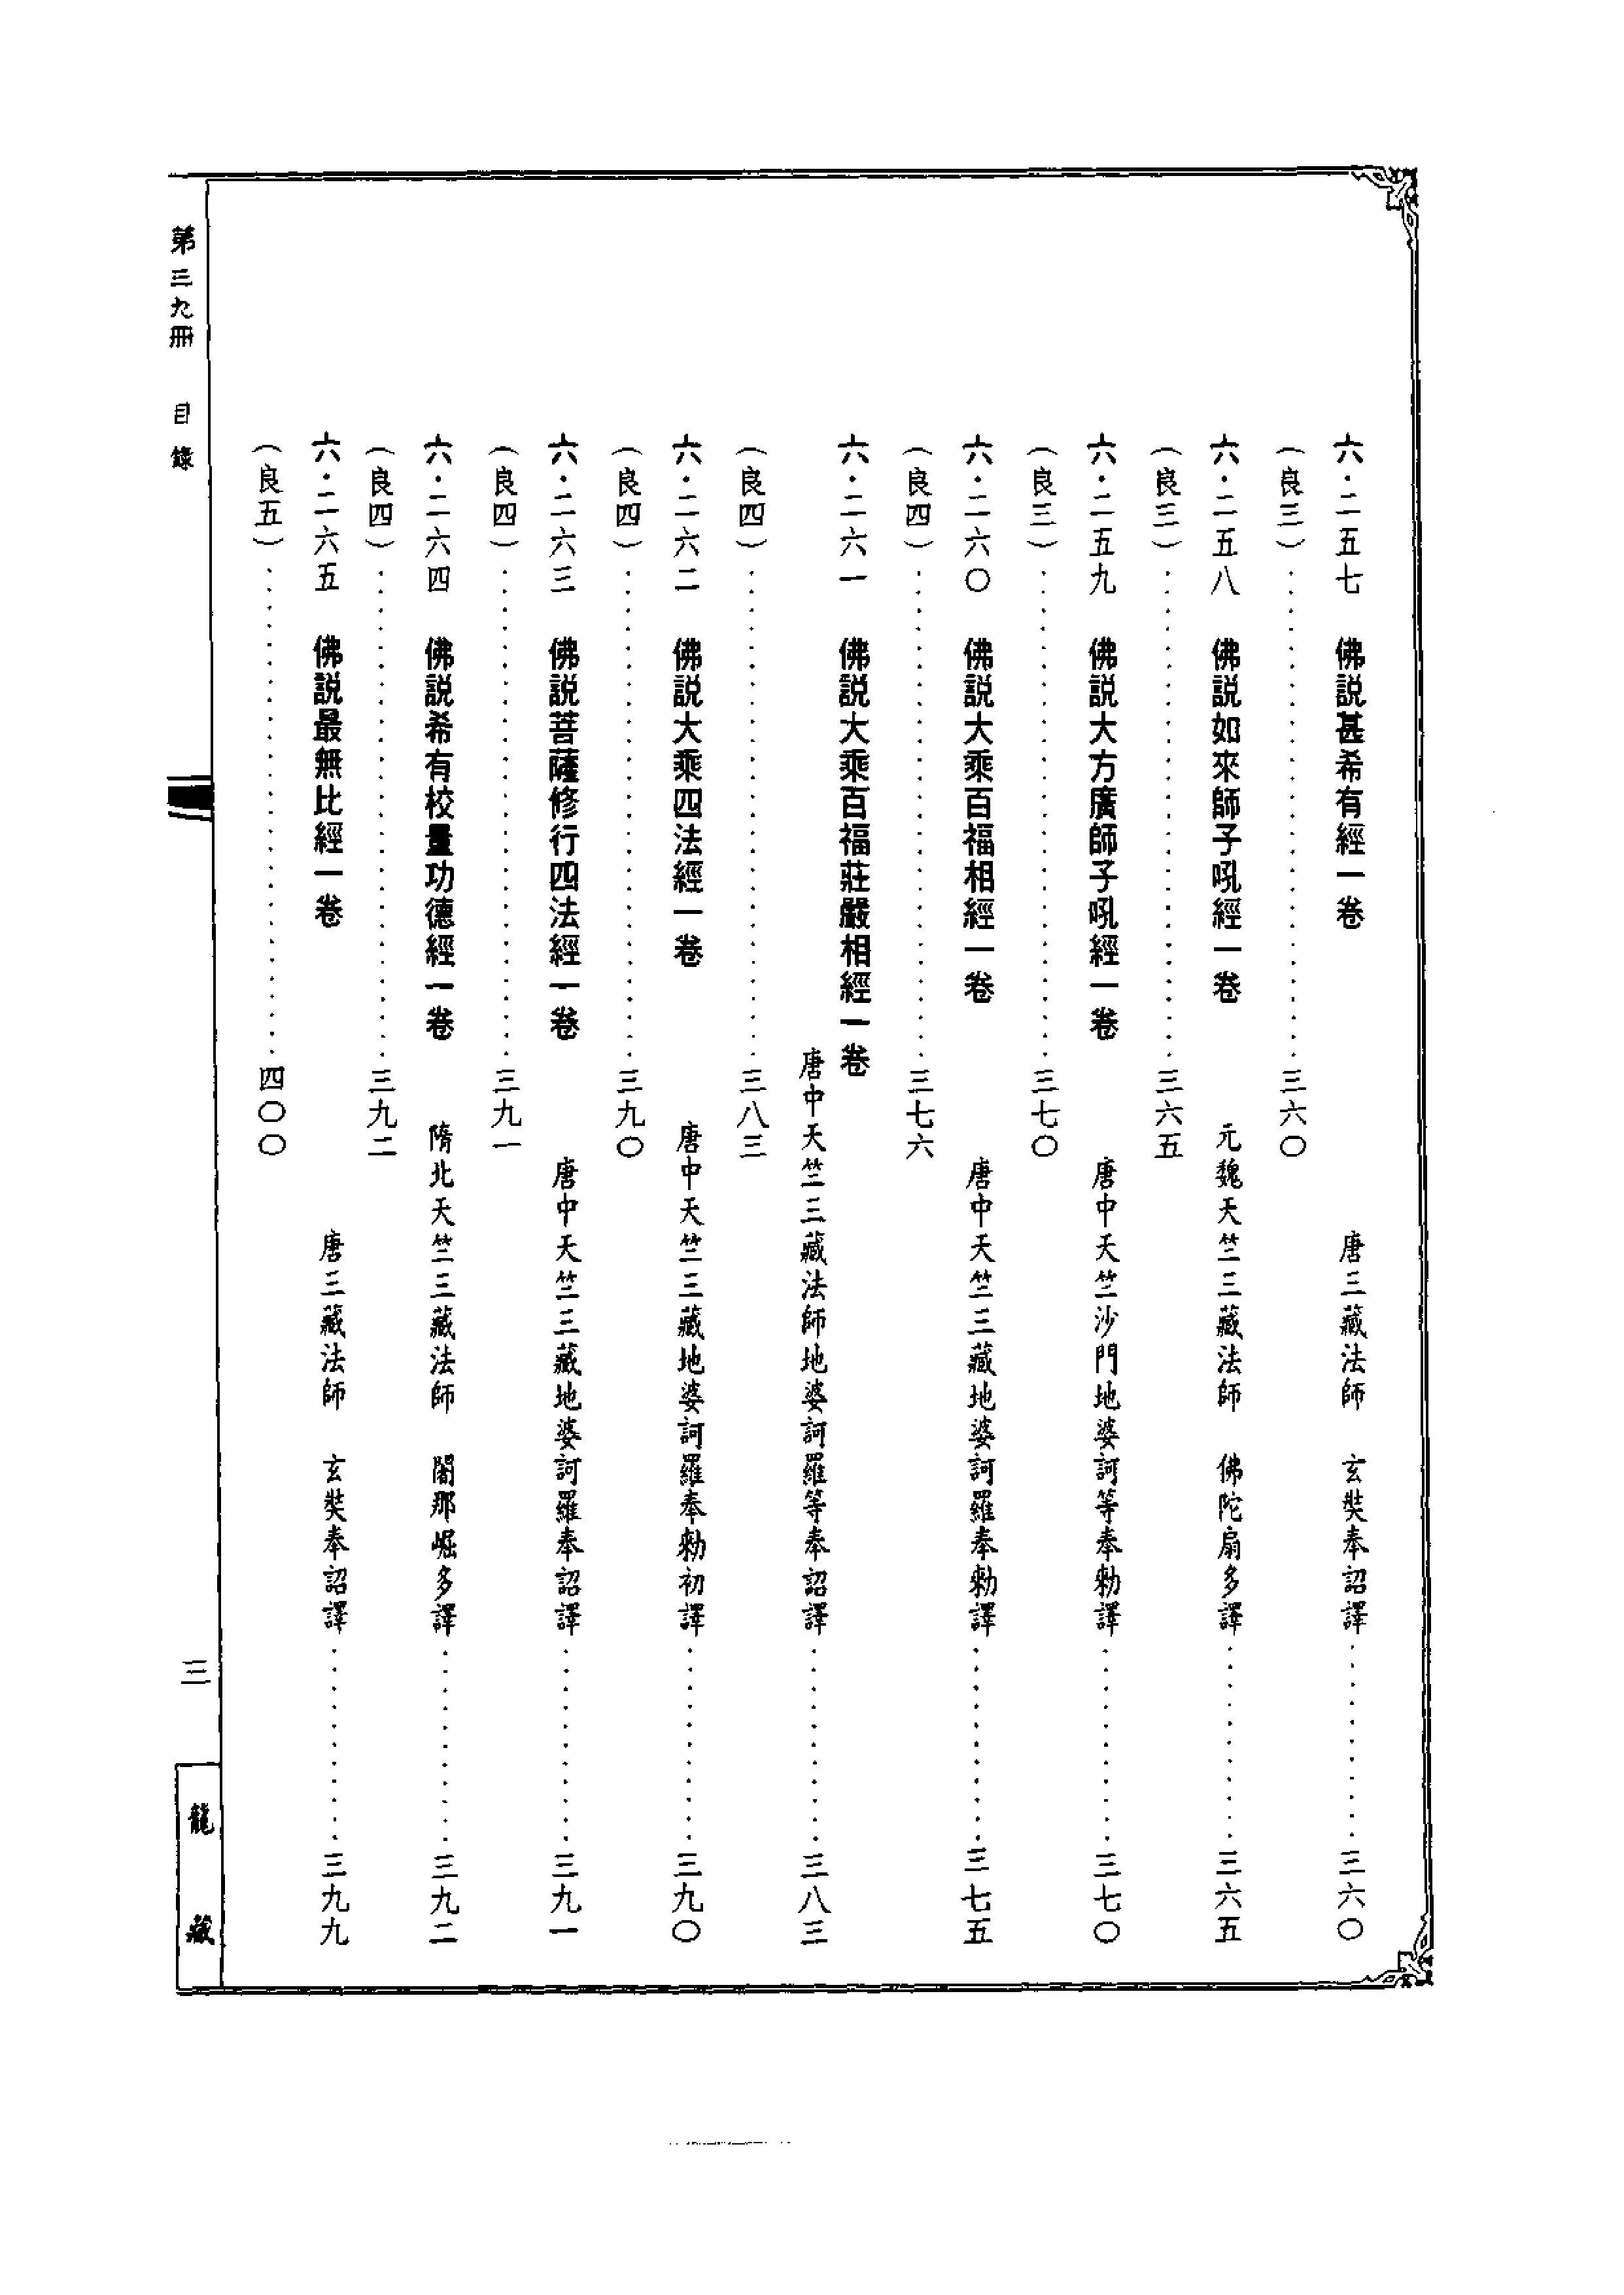 六·二五七　佛説甚希有經一卷　唐三藏法師　玄奘奉詔譯…………三六〇
（良三）…………三六〇
六·二五八　佛説如來師子吼經一卷　元魏天竺三藏法師　佛陀扇多譯…………三六五
（良三）…………三六五
六·二五九　佛説大方廣師子吼經一卷　唐中天竺沙門地婆訶等奉勅譯…………三七〇
（良三）…………三七〇
六·二六〇　佛説大乘百福相經一卷　唐中天竺三藏地婆訶羅奉勅譯…………三七五
（良四）…………三七六
六·二六一　佛説大乘百福莊嚴相經一卷
唐中天竺三藏法師地婆訶羅等奉詔譯…………三八三
（良四）…………三八三
六·二六二　佛説大乘四法經一卷　唐中天竺三藏地婆訶羅奉勅初譯…………三九〇
（良四）…………三九〇
六·二六三　佛説菩薩修行四法經一卷　唐中天竺三藏地婆訶羅奉詔譯…………三九一
（良四）…………三九一
六·二六四　佛説希有校量功德經一卷　隋北天竺三藏法師　闍那崛多譯…………三九二
（良四）…………三九二
六·二六五　佛説最無比經一卷　唐三藏法師　玄奘奉詔譯…………三九九
（良五）…………四〇〇
第三九冊　目錄　三　龍藏